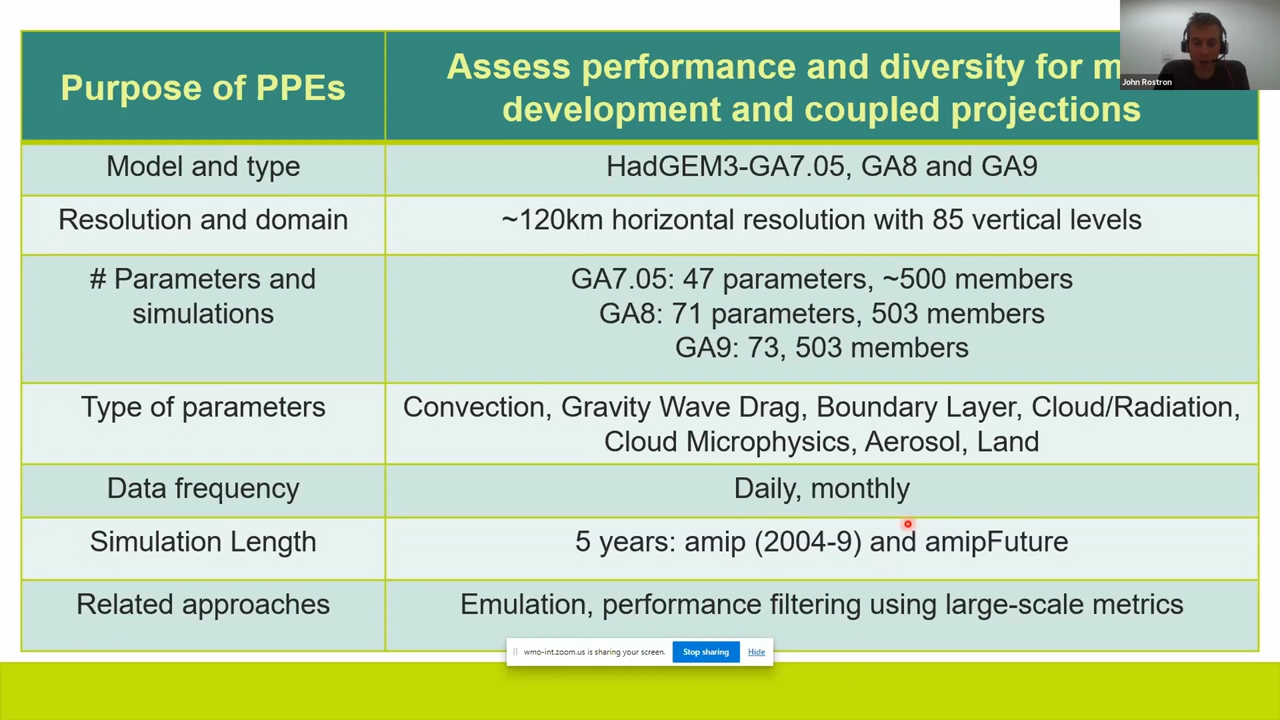 Purpose of PPEs
Assess performance and diversity for
development and coupled projections
John Rostron
Model and type
HadGEM3-GA7.05, GA8 and GA9
Resolution and domain
~120km horizontal resolution with 85 vertical levels
# Parameters and
simulations
GA7.05: 47 parameters, ~500 members
GA8: 71 parameters, 503 members
GA9: 73, 503 members
Type of parameters
Convection, Gravity Wave Drag, Boundary Layer, Cloud/Radiation,
Cloud Microphysics, Aerosol, Land
Data frequency
Daily, monthly
Simulation Length
5 years: amip (2004-9) and amipFuture
Related approaches
Emulation, performance filtering using large-scale metrics
wmo-int.zoom.us is sharing your screen.
Stop sharing
Hide